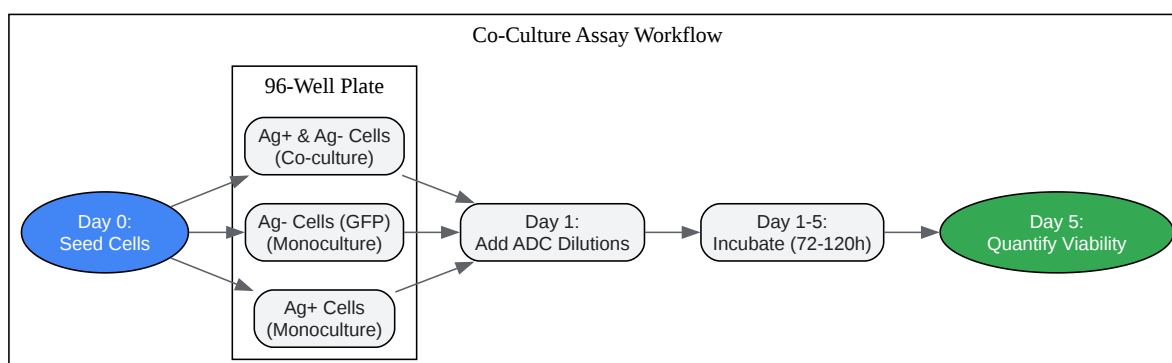 Co-Culture Assay Workflow
96-Well Plate
Ag+ & Ag- Cells
(Co-culture)
Day 0:
Seed Cells
Ag- Cells (GFP)
(Monoculture)
Ag+ Cells
(Monoculture)
Day 1:
Add ADC Dilutions
Day 1-5:
Incubate (72-120h)
Day 5:
Quantify Viability